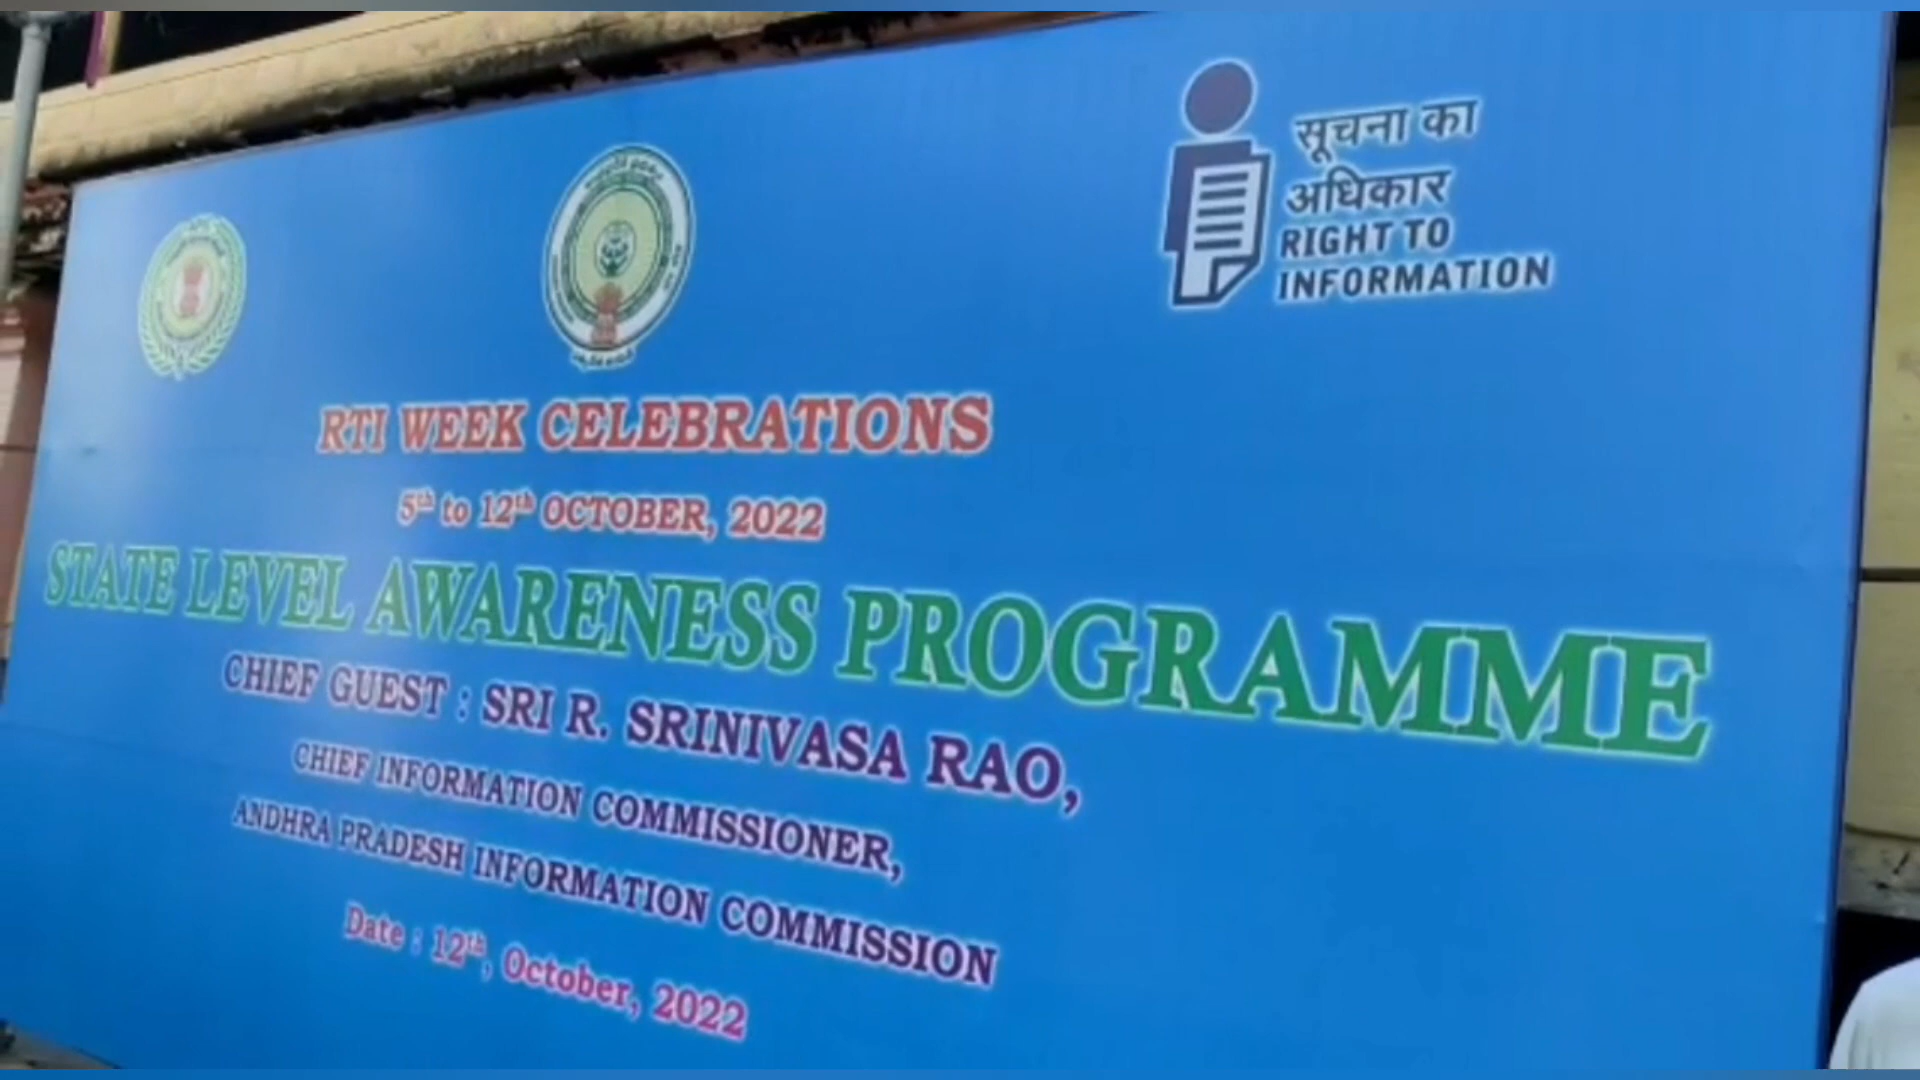 सूचना का
अधिकार
RIGHT TO
INFORMATION
RTI WEEK CELEBRATIONS
5th to 12th OCTOBER, 2022
STATE LEVEL AWARENESS PROGRAMME
CHIEF GUEST : SRI R. SRINIVASA RAO,
CHIEF INFORMATION COMMISSIONER,
ANDHRA PRADESH INFORMATION COMMISSION
Date : 12th, October, 2022